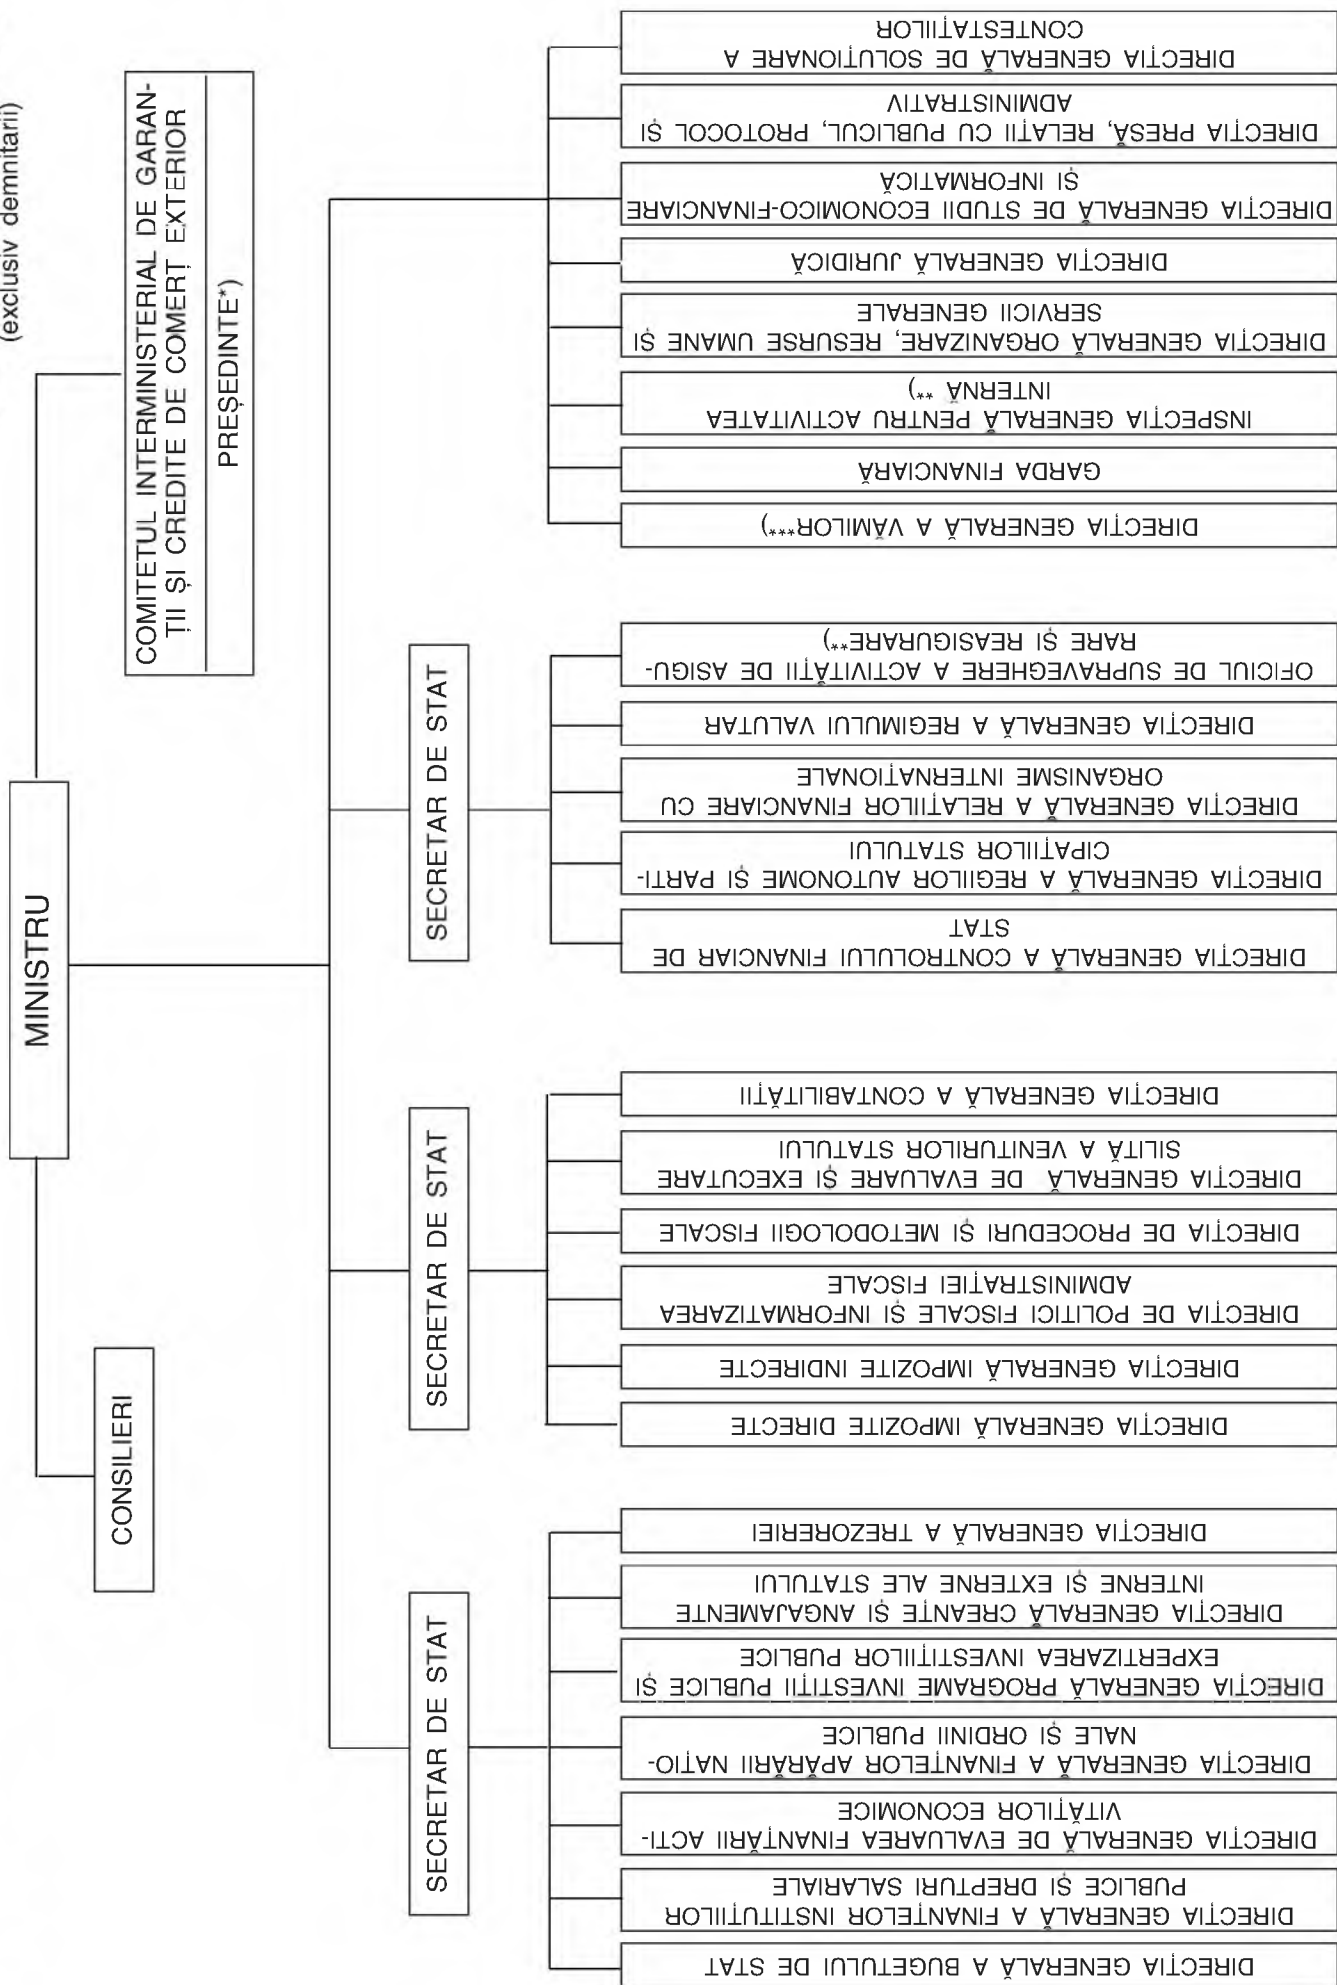 (exclusiv demnitarii)
MINISTRU
CONSILIERI
COMITETUL INTERMINISTERIAL DE GARAN-
ȚII ȘI CREDITE DE COMERȚ EXTERIOR
PREȘEDINTE*)
SECRETAR DE STAT
SECRETAR DE STAT
SECRETAR DE STAT
DIRECȚIA GENERALĂ A BUGETULUI DE STAT
DIRECȚIA GENERALĂ A FINANȚELOR INSTITUȚIILOR
PUBLICE ȘI DREPTURI SALARIALE
DIRECȚIA GENERALĂ DE EVALUAREA FINANȚĂRII ACTI-
VITĂȚILOR ECONOMICE
DIRECȚIA GENERALĂ A FINANȚELOR APĂRĂRII NAȚIO-
NALE ȘI ORDINII PUBLICE
DIRECȚIA GENERALĂ PROGRAME INVESTIȚII PUBLICE ȘI
EXPERTIZAREA INVESTIȚIILOR PUBLICE
DIRECȚIA GENERALĂ CREANȚE ȘI ANGAJAMENTE
INTERNE ȘI EXTERNE ALE STATULUI
DIRECȚIA GENERALĂ A TREZORERIEI
DIRECȚIA GENERALĂ IMPOZITE DIRECTE
DIRECȚIA GENERALĂ IMPOZITE INDIRECTE
DIRECȚIA DE POLITICI FISCALE ȘI INFORMATIZAREA
ADMINISTRAȚIEI FISCALE
DIRECȚIA DE PROCEDURI ȘI METODOLOGII FISCALE
DIRECȚIA GENERALĂ DE EVALUARE ȘI EXECUTARE
SILITĂ A VENITURILOR STATULUI
DIRECȚIA GENERALĂ A CONTABILITĂȚII
DIRECȚIA GENERALĂ A CONTROLULUI FINANCIAR DE
STAT
DIRECȚIA GENERALĂ A REGIILOR AUTONOME ȘI PARTI-
CIPAȚIILOR STATULUI
DIRECȚIA GENERALĂ A RELAȚIILOR FINANCIARE CU
ORGANISME INTERNAȚIONALE
DIRECȚIA GENERALĂ A REGIMULUI VALUTAR
OFICIUL DE SUPRAVEGHERE A ACTIVITĂȚII DE ASIGU-
RARE ȘI REASIGURARE**)
DIRECȚIA GENERALĂ A VĂMILOR***)
GARDA FINANCIARĂ
INSPECȚIA GENERALĂ PENTRU ACTIVITATEA
INTERNĂ **)
DIRECȚIA GENERALĂ ORGANIZARE, RESURSE UMANE ȘI
SERVICII GENERALE
DIRECȚIA GENERALĂ JURIDICĂ
DIRECȚIA GENERALĂ DE STUDII ECONOMICO-FINANCIARE
ȘI INFORMATICĂ
DIRECȚIA PRESĂ, RELAȚII CU PUBLICUL, PROTOCOL ȘI
ADMINISTRATIV
DIRECȚIA GENERALĂ DE SOLUȚIONARE A
CONTESTAȚIILOR